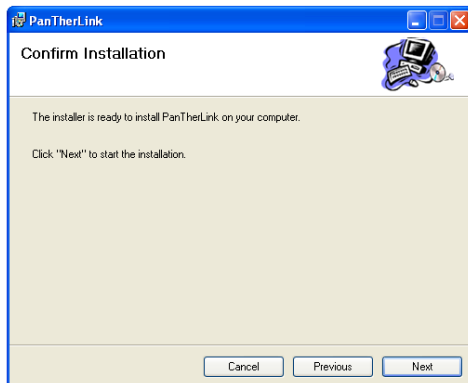 PanTherLink
Confirm Installation
The installer is ready to install PanTherLink on your computer.
Click "Next" to start the installation.
Cancel
Previous
Next